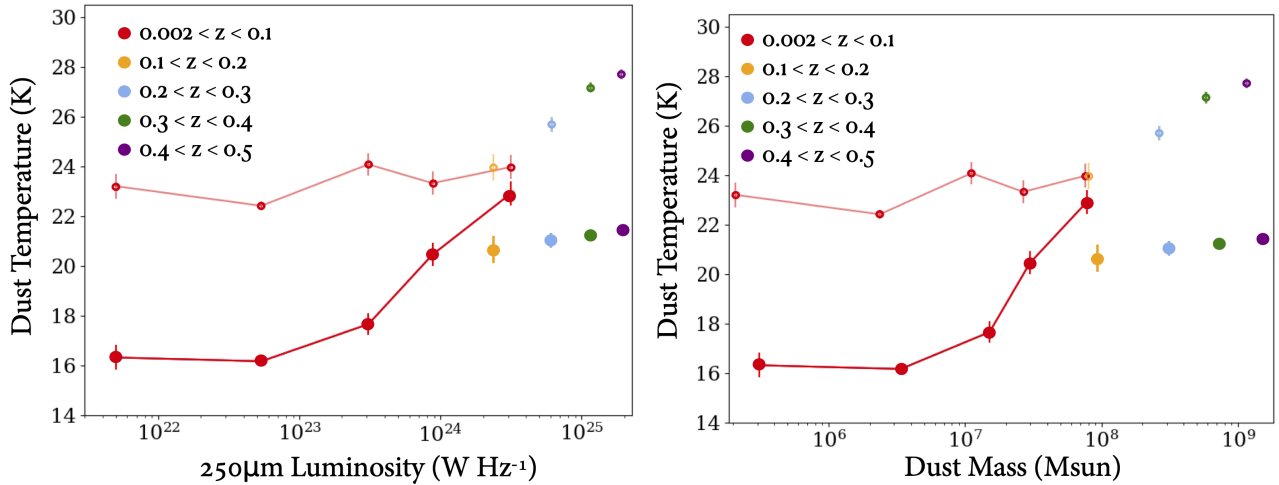 30
28
26
24
22
20
18
16
14
Dust Temperature (K)
0.002 < z < 0.1
0.1 < z < 0.2
0.2 < z < 0.3
0.3 < z < 0.4
0.4 < z < 0.5
10²² 10²³ 10²⁴ 10²⁵
250μm Luminosity (W Hz⁻¹)
30
28
26
24
22
20
18
16
14
Dust Temperature (K)
0.002 < z < 0.1
0.1 < z < 0.2
0.2 < z < 0.3
0.3 < z < 0.4
0.4 < z < 0.5
10⁶ 10⁷ 10⁸ 10⁹
Dust Mass (Msun)